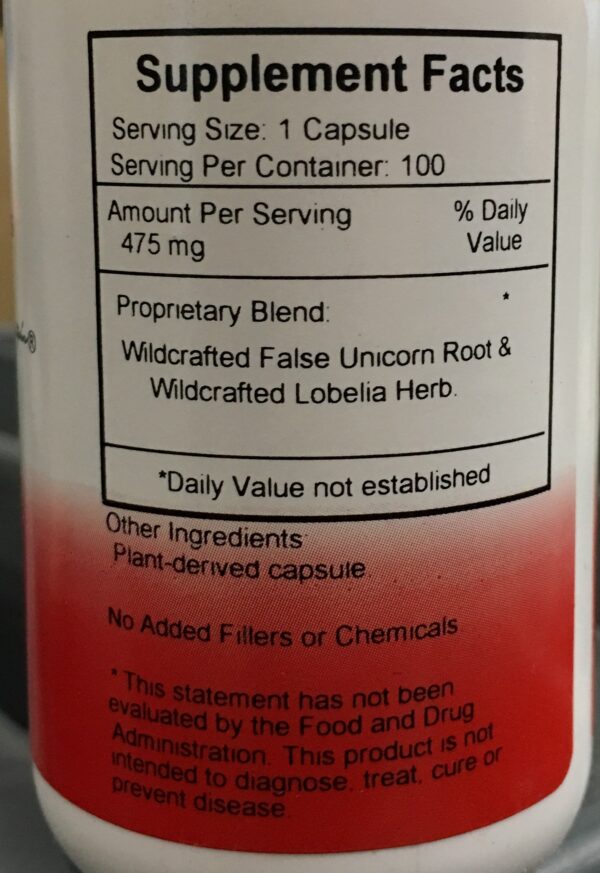 Supplement Facts
Serving Size: 1 Capsule
Serving Per Container: 100
Amount Per Serving % Daily
475 mg Value
Proprietary Blend: *
Wildcrafted False Unicorn Root &
Wildcrafted Lobelia Herb.
*Daily Value not established
Other Ingredients:
Plant-derived capsule.
No Added Fillers or Chemicals
* This statement has not been
evaluated by the Food and Drug
Administration. This product is not
intended to diagnose, treat, cure or
prevent disease.
®